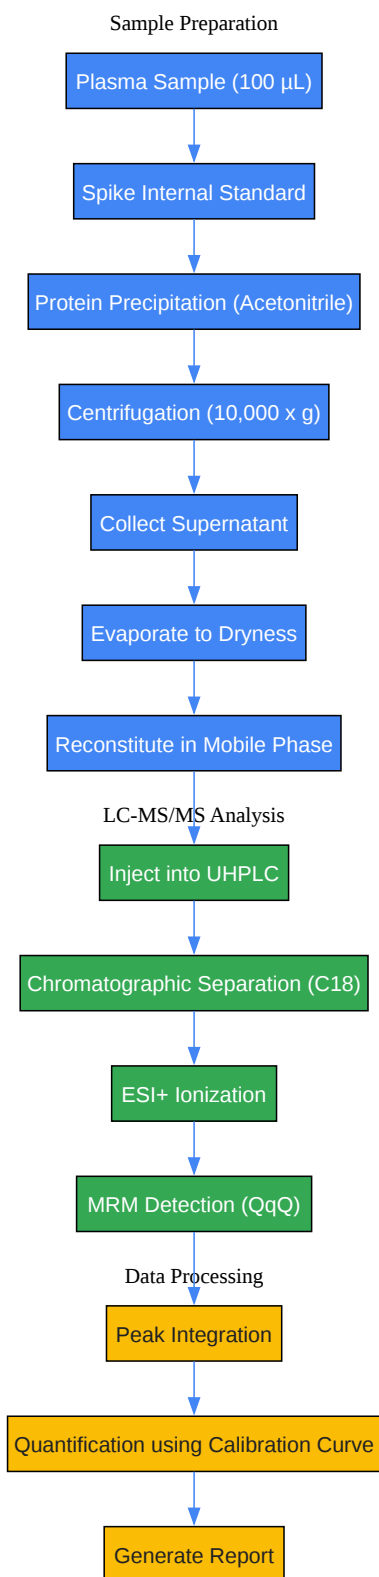 Sample Preparation
Plasma Sample (100 µL)
Spike Internal Standard
Protein Precipitation (Acetonitrile)
Centrifugation (10,000 x g)
Collect Supernatant
Evaporate to Dryness
Reconstitute in Mobile Phase
LC-MS/MS Analysis
Inject into UHPLC
Chromatographic Separation (C18)
ESI+ Ionization
MRM Detection (QqQ)
Data Processing
Peak Integration
Quantification using Calibration Curve
Generate Report